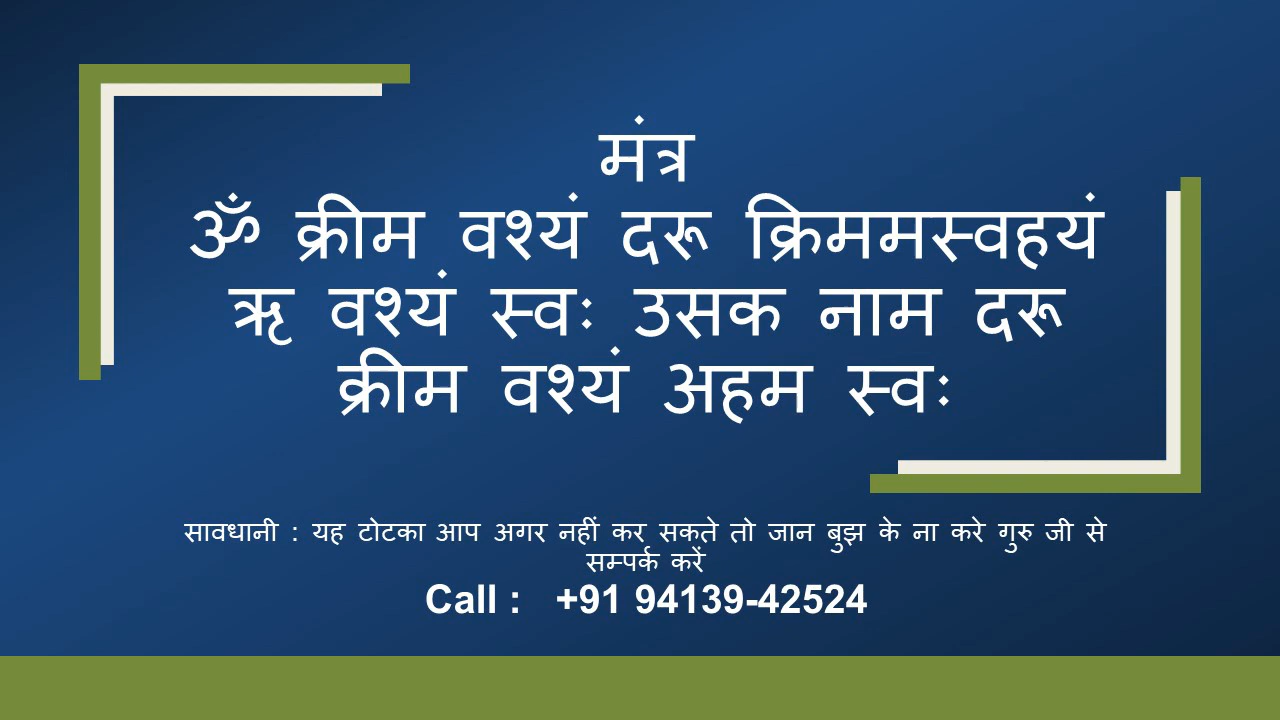 मंत्र
ॐ क्रीम वश्यं दरू क्रिममस्वहयं
ऋ वश्यं स्वः उसक नाम दरू
क्रीम वश्यं अहम स्वः
सावधानी : यह टोटका आप अगर नहीं कर सकते तो जान बुझ के ना करे गुरु जी से
सम्पर्क करें
Call : +91 94139-42524